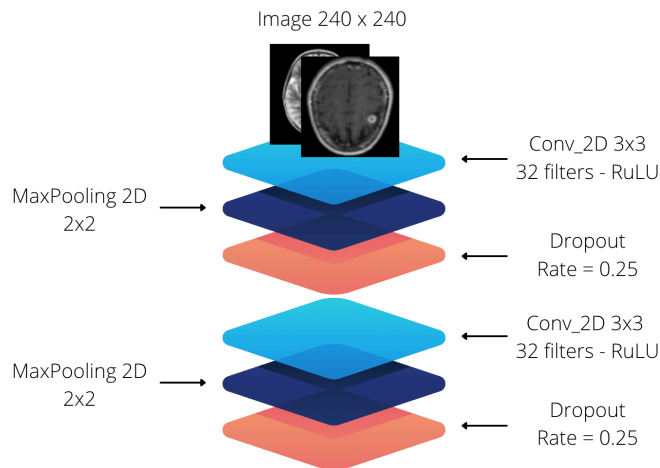 Image 240 x 240
Conv_2D 3x3
32 filters - RuLU
MaxPooling 2D
2x2
Dropout
Rate = 0.25
Conv_2D 3x3
32 filters - RuLU
MaxPooling 2D
2x2
Dropout
Rate = 0.25